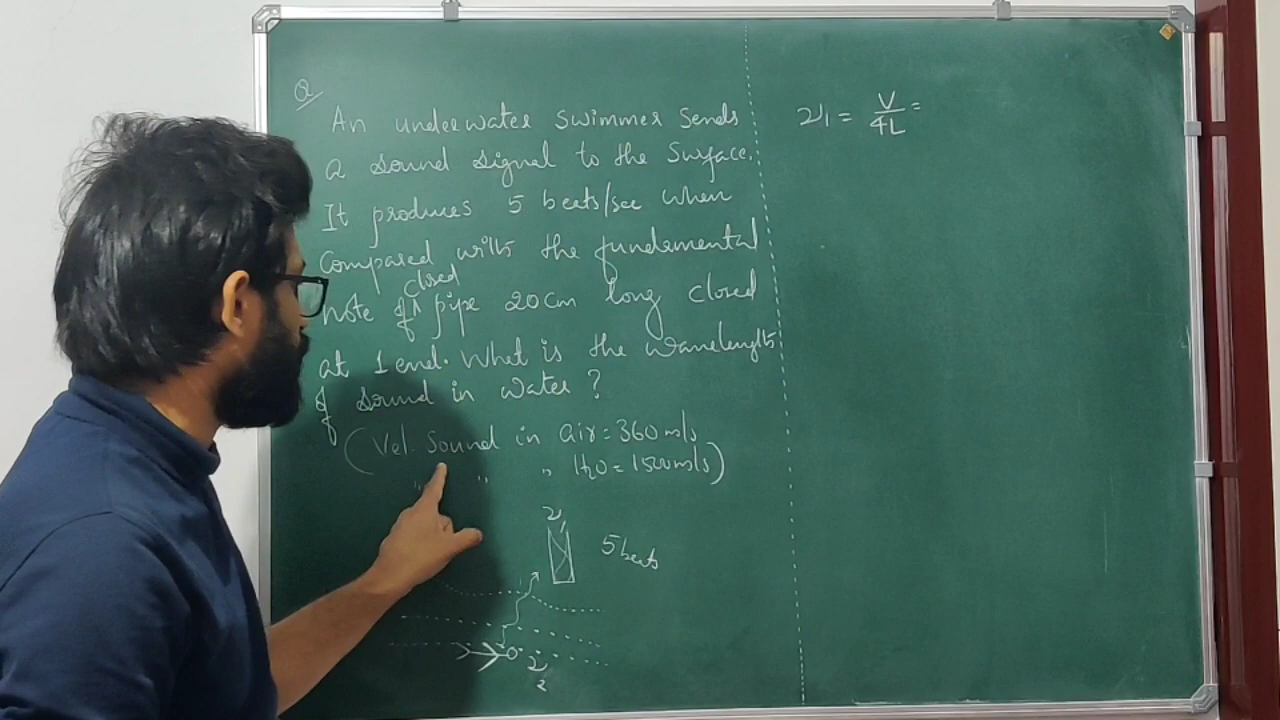 Q
An underwater swimmer sends
a sound signal to the surface.
It produces 5 beats/sec when
Compared with the fundamental
closed
note of pipe 20cm long closed
at 1 end. What is the wavelength
of sound in water?
(Vel. Sound in air = 360 m/s
" " " H₂O = 1500 m/s)
ν₁
5 beats
ν₂
ν₁ = V/4L =